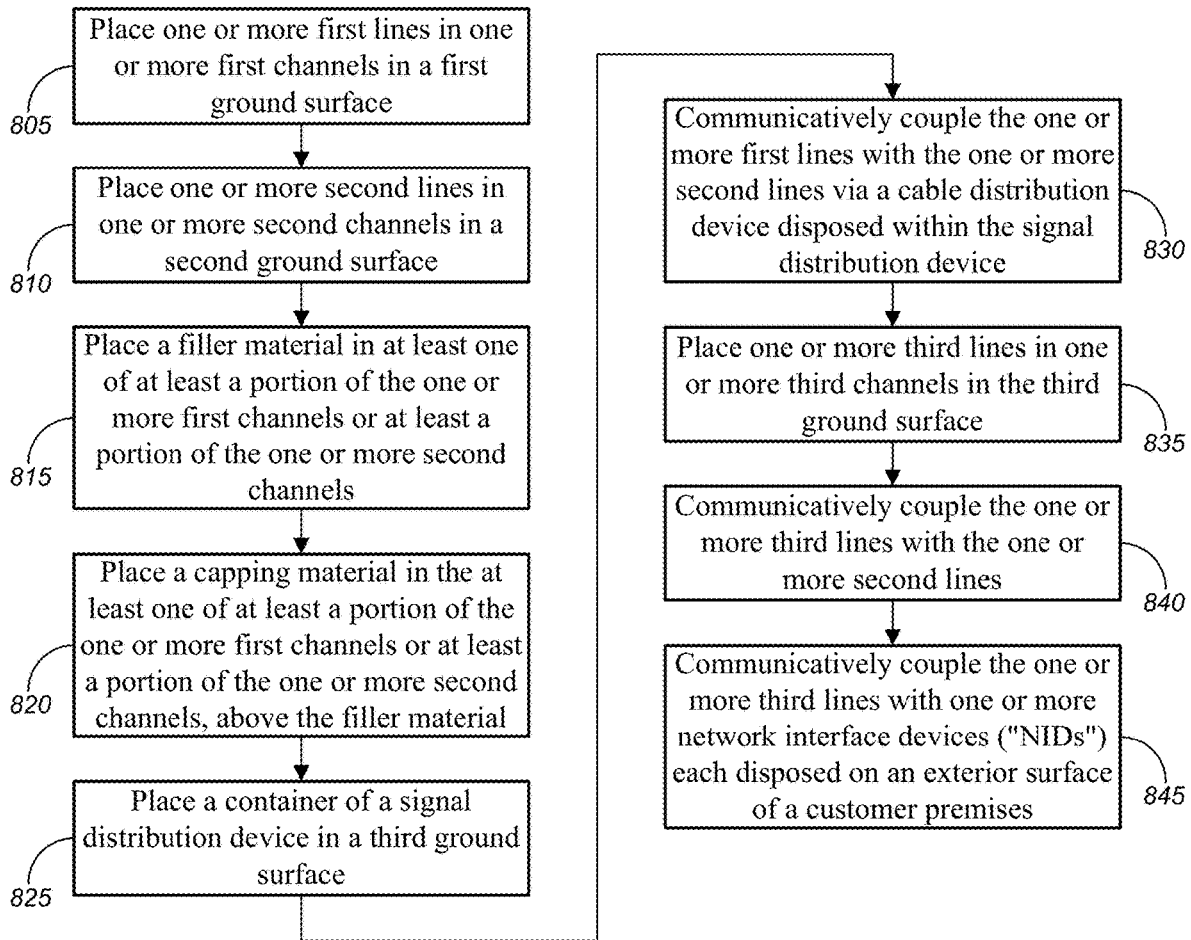 Place one or more first lines in one
or more first channels in a first
ground surface
805
Place one or more second lines in
one or more second channels in a
second ground surface
810
Place a filler material in at least one
of at least a portion of the one or
more first channels or at least a
portion of the one or more second
channels
815
Place a capping material in the at
least one of at least a portion of the
one or more first channels or at least
a portion of the one or more second
channels, above the filler material
820
Place a container of a signal
distribution device in a third ground
surface
825
Communicatively couple the one or
more first lines with the one or more
second lines via a cable distribution
device disposed within the signal
distribution device
830
Place one or more third lines in one
or more third channels in the third
ground surface
835
Communicatively couple the one or
more third lines with the one or
more second lines
840
Communicatively couple the one or
more third lines with one or more
network interface devices ("NIDs")
each disposed on an exterior surface
of a customer premises
845